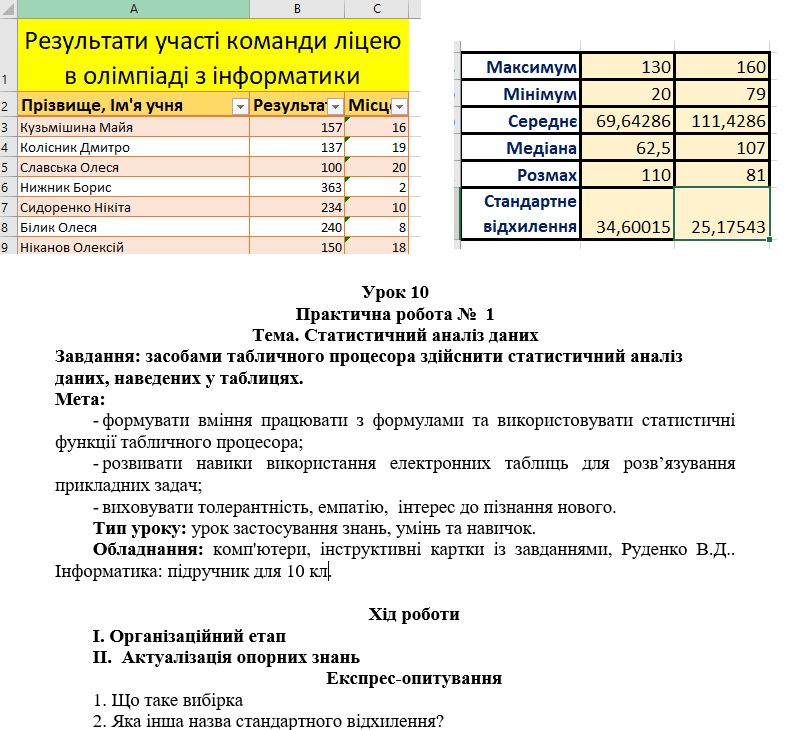 A B C
1 Результати участі команди ліцею
в олімпіаді з інформатики
2 Прізвище, Ім'я учня Результат Місц
3 Кузьмішина Майя 157 16
4 Колісник Дмитро 137 19
5 Славська Олеся 100 20
6 Нижник Борис 363 2
7 Сидоренко Нікіта 234 10
8 Білик Олеся 240 8
9 Ніканов Олексій 150 18
Максимум 130 160
Мінімум 20 79
Середнє 69,64286 111,4286
Медіана 62,5 107
Розмах 110 81
Стандартне
відхилення 34,60015 25,17543
Урок 10
Практична робота № 1
Тема. Статистичний аналіз даних
Завдання: засобами табличного процесора здійснити статистичний аналіз
даних, наведених у таблицях.
Мета:
- формувати вміння працювати з формулами та використовувати статистичні
функції табличного процесора;
- розвивати навики використання електронних таблиць для розв’язування
прикладних задач;
- виховувати толерантність, емпатію, інтерес до пізнання нового.
Тип уроку: урок застосування знань, умінь та навичок.
Обладнання: комп'ютери, інструктивні картки із завданнями, Руденко В.Д..
Інформатика: підручник для 10 кл.
Хід роботи
І. Організаційний етап
ІІ. Актуалізація опорних знань
Експрес-опитування
1. Що таке вибірка
2. Яка інша назва стандартного відхилення?